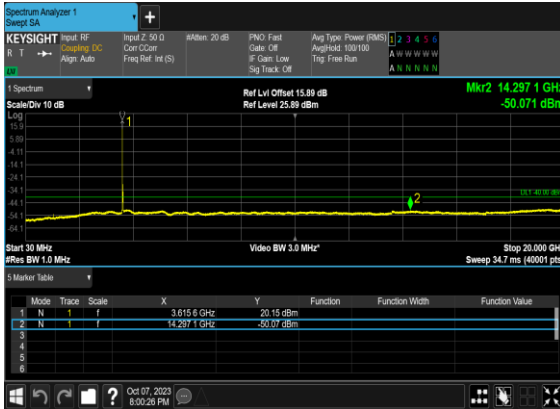 Spectrum Analyzer 1
Swept SA
+
KEYSIGHT Input: RF Input Z: 50 Ω #Atten: 20 dB PNO: Fast Avg Type: Power (RMS) 1 2 3 4 5 6
R T Coupling: DC Corr CCorr Gate: Off Avg|Hold: 100/100 A W W W W W
Align: Auto Freq Ref: Int (S) IF Gain: Low Trig: Free Run
Sig Track: Off A N N N N N
1 Spectrum
Scale/Div 10 dB
Ref Lvl Offset 15.89 dB
Ref Level 25.89 dBm
Mkr2 14.297 1 GHz
-50.071 dBm
Log
15.9
5.89
-4.11
-14.1
-24.1
-34.1
-44.1
-54.1
-64.1
1
2
DL1 -40.00 dBm
Start 30 MHz Video BW 3.0 MHz* Stop 20.000 GH
#Res BW 1.0 MHz Sweep 34.7 ms (40001 pts
5 Marker Table
Mode Trace Scale X Y Function Function Width Function Value
1 N 1 f 3.615 6 GHz 20.15 dBm
2 N 1 f 14.297 1 GHz -50.07 dBm
3
4
5
6
? Oct 07, 2023
8:00:26 PM